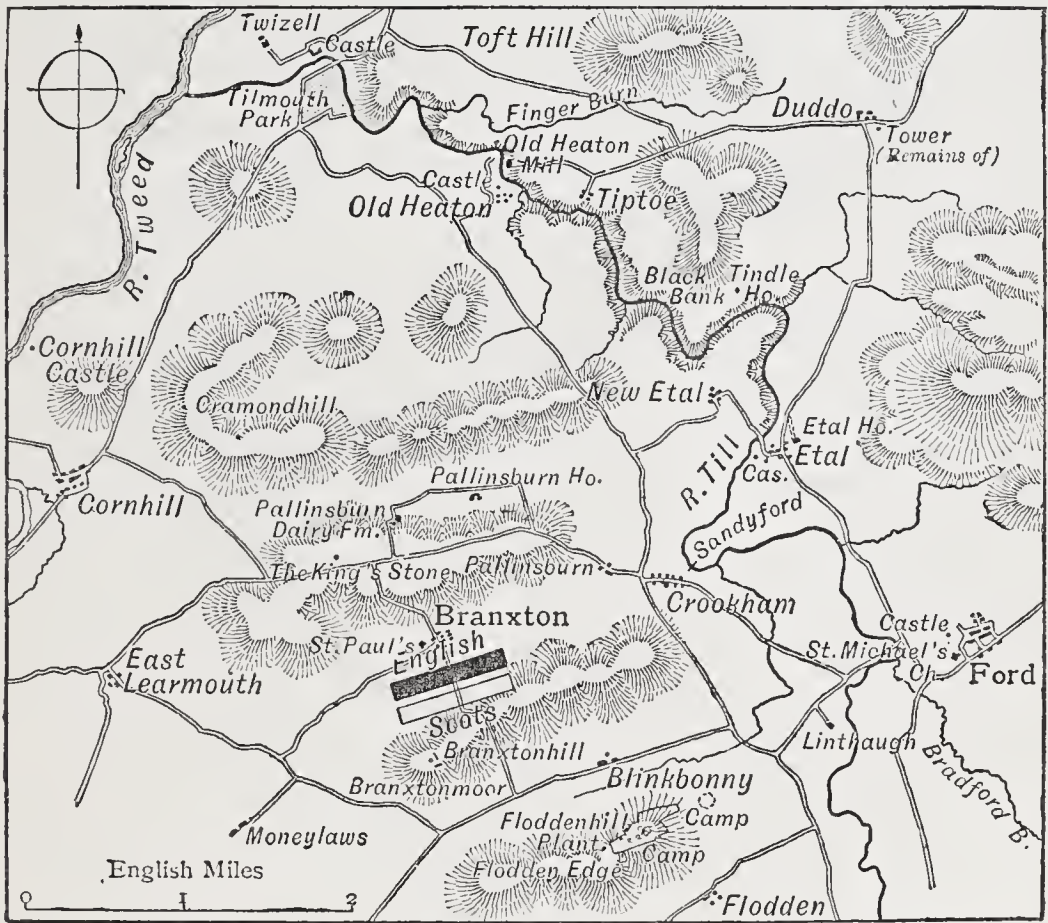 Twizell
Castle
Toft Hill
Tilmouth
Park
Finger Burn
Duddo
Tower
(Remains of)
Old Heaton
Mill
Castle
Old Heaton
Tiptoe
R. Tweed
Black
Bank
Tindle
Ho.
Cornhill
Castle
Cramondhill
New Etal
Etal Ho.
Etal
Cas.
R. Till
Sandyford
Pallinsburn Ho.
Cornhill
Pallinsburn
Dairy Fm.
The King's Stone
Pallinsburn
Crookham
Branxton
St. Paul's
English
Scots
Castle
St. Michael's
Ch.
Ford
East
Learmouth
Linthaugh
Bradford B.
Branxtonhill
Branxtonmoor
Blinkbonny
Moneylaws
Floddenhill
Plant.
Camp
Camp
Flodden Edge
Flodden
English Miles
0 1 2